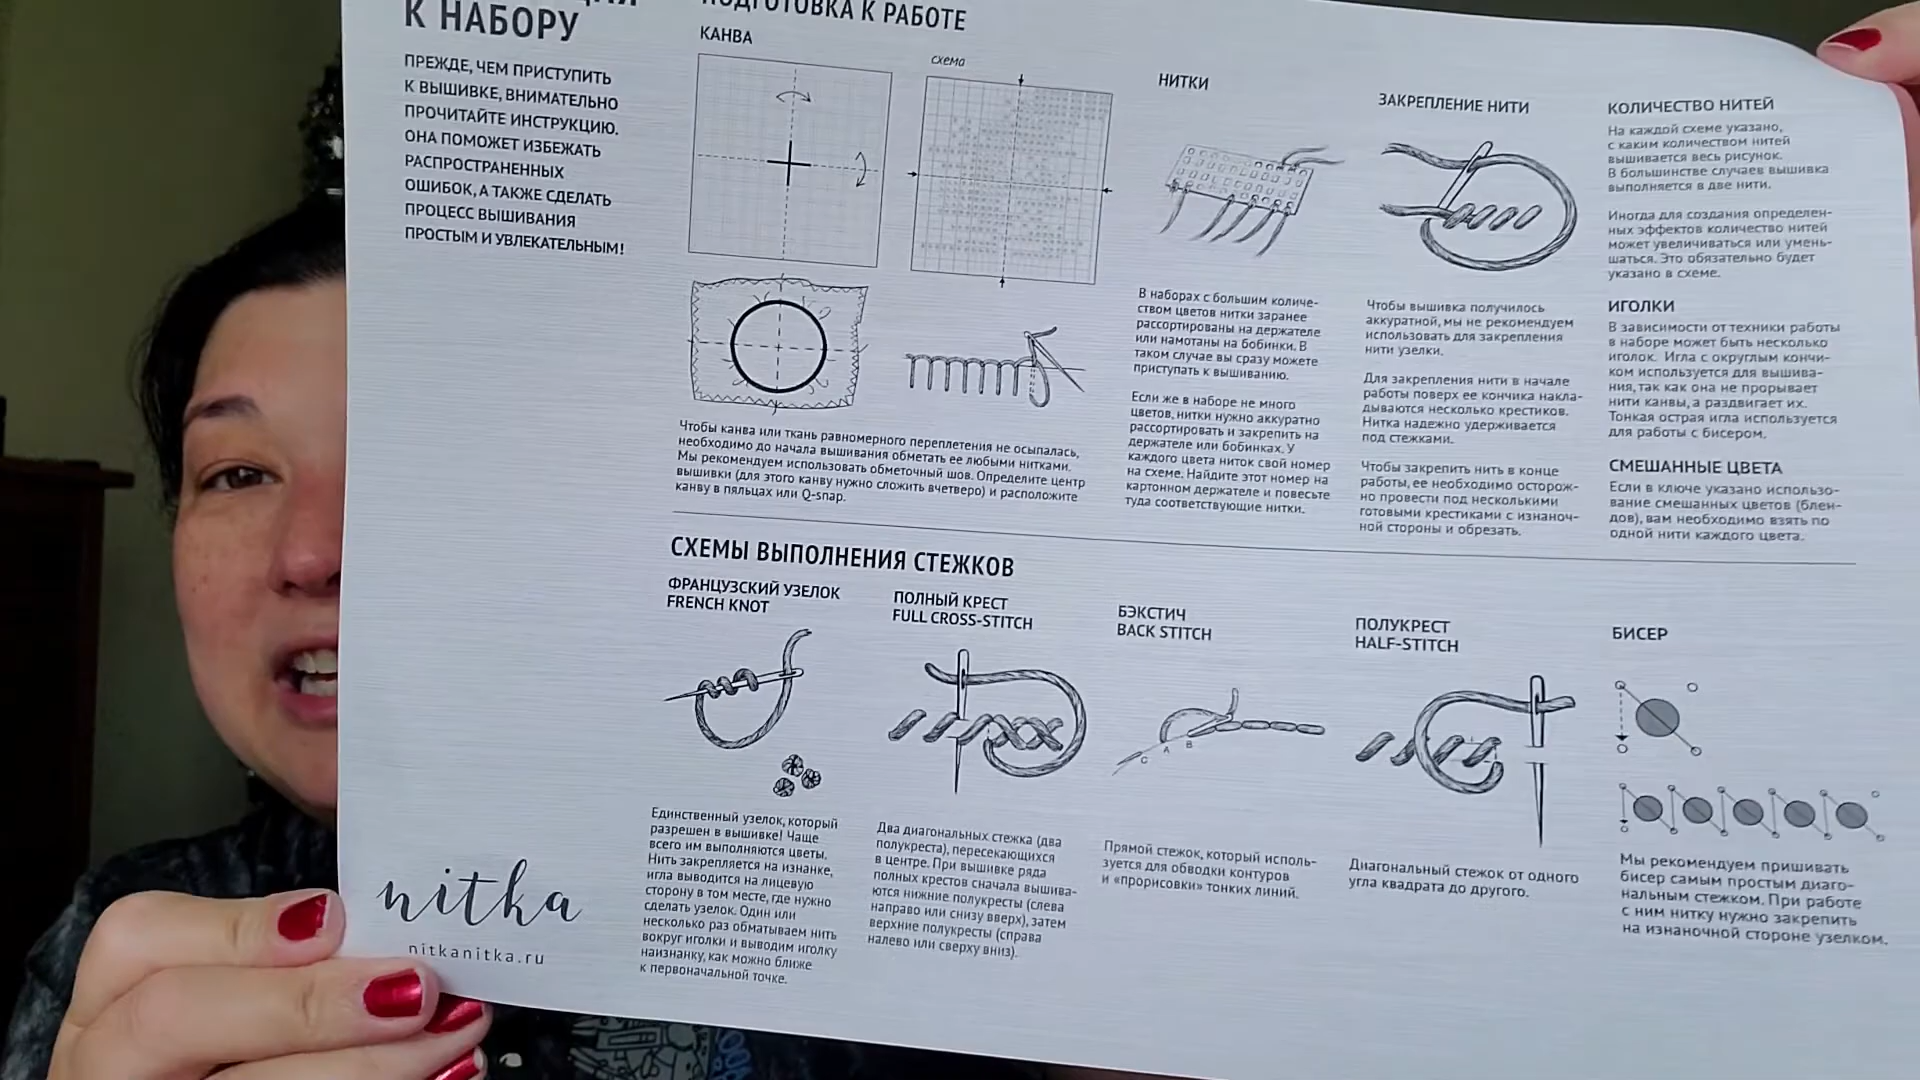 К НАБОРУ
ПРЕЖДЕ, ЧЕМ ПРИСТУПИТЬ
К ВЫШИВКЕ, ВНИМАТЕЛЬНО
ПРОЧИТАЙТЕ ИНСТРУКЦИЮ.
ОНА ПОМОЖЕТ ИЗБЕЖАТЬ
РАСПРОСТРАНЕННЫХ
ОШИБОК, А ТАКЖЕ СДЕЛАТЬ
ПРОЦЕСС ВЫШИВАНИЯ
ПРОСТЫМ И УВЛЕКАТЕЛЬНЫМ!
nitka
nitkanitka.ru
ПОДГОТОВКА К РАБОТЕ
КАНВА
схема
Чтобы канва или ткань равномерного переплетения не осыпалась,
необходимо до начала вышивания обметать ее любыми нитками.
Мы рекомендуем использовать обметочный шов. Определите центр
вышивки (для этого канву нужно сложить вчетверо) и расположите
канву в пяльцах или Q-snap.
НИТКИ
В наборах с большим количе-
ством цветов нитки заранее
рассортированы на держателе
или намотаны на бобинки. В
таком случае вы сразу можете
приступать к вышиванию.
Если же в наборе не много
цветов, нитки нужно аккуратно
рассортировать и закрепить на
держателе или бобинках. У
каждого цвета ниток свой номер
на схеме. Найдите этот номер на
картонном держателе и повесьте
туда соответствующие нитки.
ЗАКРЕПЛЕНИЕ НИТИ
Чтобы вышивка получилось
аккуратной, мы не рекомендуем
использовать для закрепления
нити узелки.
Для закрепления нити в начале
работы поверх ее кончика накла-
дываются несколько крестиков.
Нитка надежно удерживается
под стежками.
Чтобы закрепить нить в конце
работы, ее необходимо осторож-
но провести под несколькими
готовыми крестиками с изнаноч-
ной стороны и обрезать.
КОЛИЧЕСТВО НИТЕЙ
На каждой схеме указано,
с каким количеством нитей
вышивается весь рисунок.
В большинстве случаев вышивка
выполняется в две нити.
Иногда для создания определен-
ных эффектов количество нитей
может увеличиваться или умень-
шаться. Это обязательно будет
указано в схеме.
ИГОЛКИ
В зависимости от техники работы
в наборе может быть несколько
иголок. Игла с округлым кончи-
ком используется для вышива-
ния, так как она не прорывает
нити канвы, а раздвигает их.
Тонкая острая игла используется
для работы с бисером.
СМЕШАННЫЕ ЦВЕТА
Если в ключе указано использо-
вание смешанных цветов (блен-
дов), вам необходимо взять по
одной нити каждого цвета.
СХЕМЫ ВЫПОЛНЕНИЯ СТЕЖКОВ
ФРАНЦУЗСКИЙ УЗЕЛОК
FRENCH KNOT
Единственный узелок, который
разрешен в вышивке! Чаще
всего им выполняются цветы.
Нить закрепляется на изнанке,
игла выводится на лицевую
сторону в том месте, где нужно
сделать узелок. Один или
несколько раз обматываем нить
вокруг иголки и выводим иголку
наизнанку, как можно ближе
к первоначальной точке.
ПОЛНЫЙ КРЕСТ
FULL CROSS-STITCH
Два диагональных стежка (два
полукреста), пересекающихся
в центре. При вышивке ряда
полных крестов сначала вышива-
ются нижние полукресты (слева
направо или снизу вверх), затем
верхние полукресты (справа
налево или сверху вниз).
БЭКСТИЧ
BACK STITCH
A
B
C
Прямой стежок, который исполь-
зуется для обводки контуров
и «прорисовки» тонких линий.
ПОЛУКРЕСТ
HALF-STITCH
Диагональный стежок от одного
угла квадрата до другого.
БИСЕР
Мы рекомендуем пришивать
бисер самым простым диаго-
нальным стежком. При работе
с ним нитку нужно закрепить
на изнаночной стороне узелком.